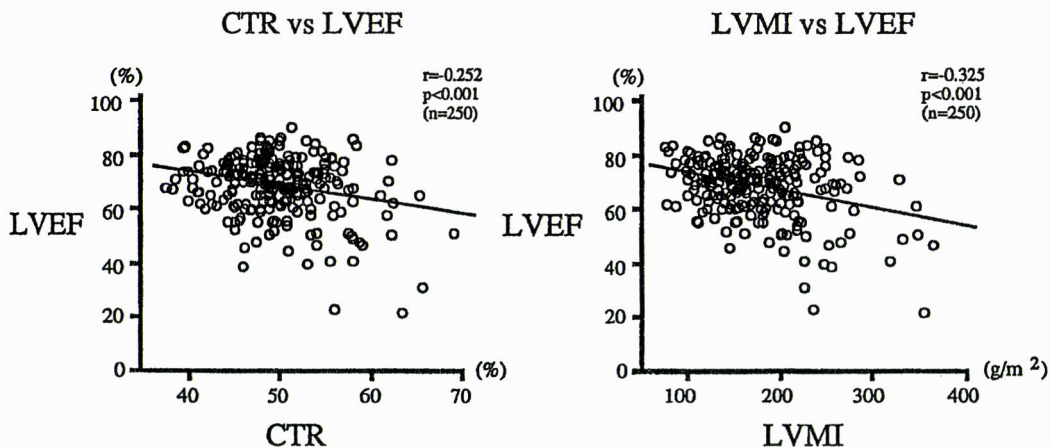 CTR vs LVEF
(%)
r=-0.252
p<0.001
(n=250)
100
80
60
40
20
0
LVEF
40 50 60 70 (%)
CTR
LVMI vs LVEF
(%)
r=-0.325
p<0.001
(n=250)
100
80
60
40
20
0
LVEF
100 200 300 400 (g/m 2)
LVMI